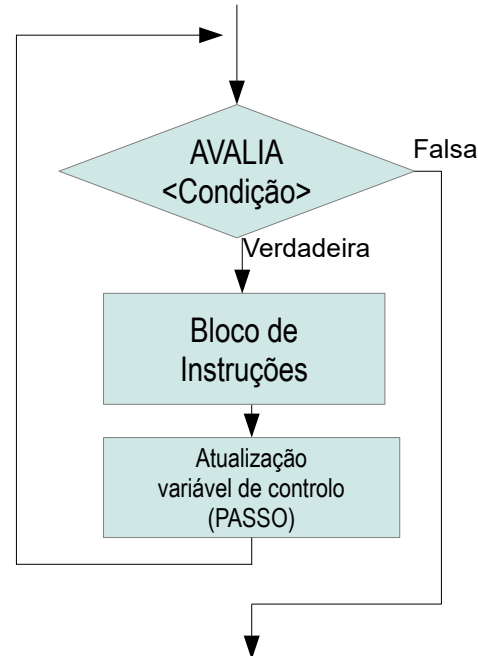 AVALIA
<Condição>
Falsa
Verdadeira
Bloco de
Instruções
Atualização
variável de controlo
(PASSO)